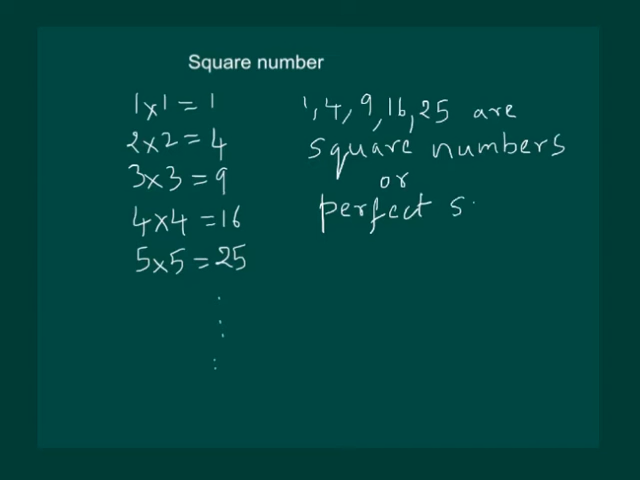 Square number
1x1 = 1
2x2 = 4
3x3 = 9
4x4 = 16
5x5 = 25
1, 4, 9, 16, 25 are
square numbers
or
perfect s